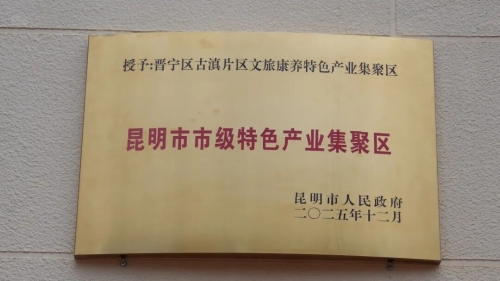 授予:晋宁区古滇片区文旅康养特色产业集聚区
昆明市市级特色产业集聚区
昆明市人民政府
二〇二五年十二月